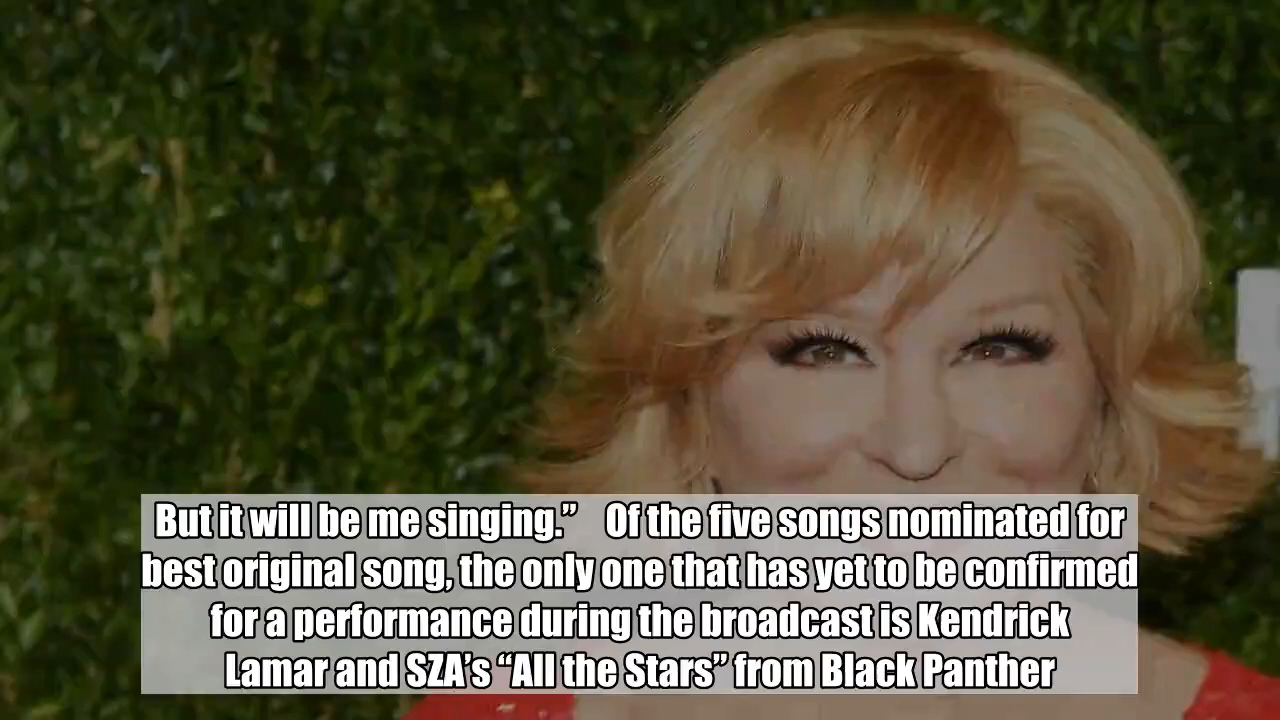 But it will be me singing.”    Of the five songs nominated for
best original song, the only one that has yet to be confirmed
for a performance during the broadcast is Kendrick
Lamar and SZA’s “All the Stars” from Black Panther